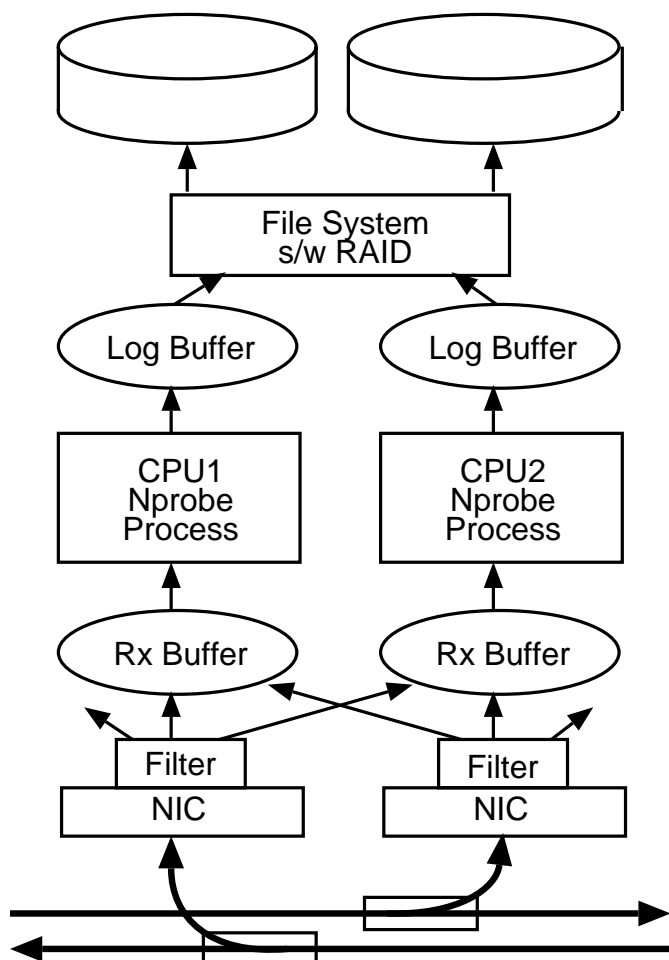 File System
s/w RAID
Log Buffer
Log Buffer
CPU1
Nprobe
Process
CPU2
Nprobe
Process
Rx Buffer
Rx Buffer
Filter
Filter
NIC
NIC